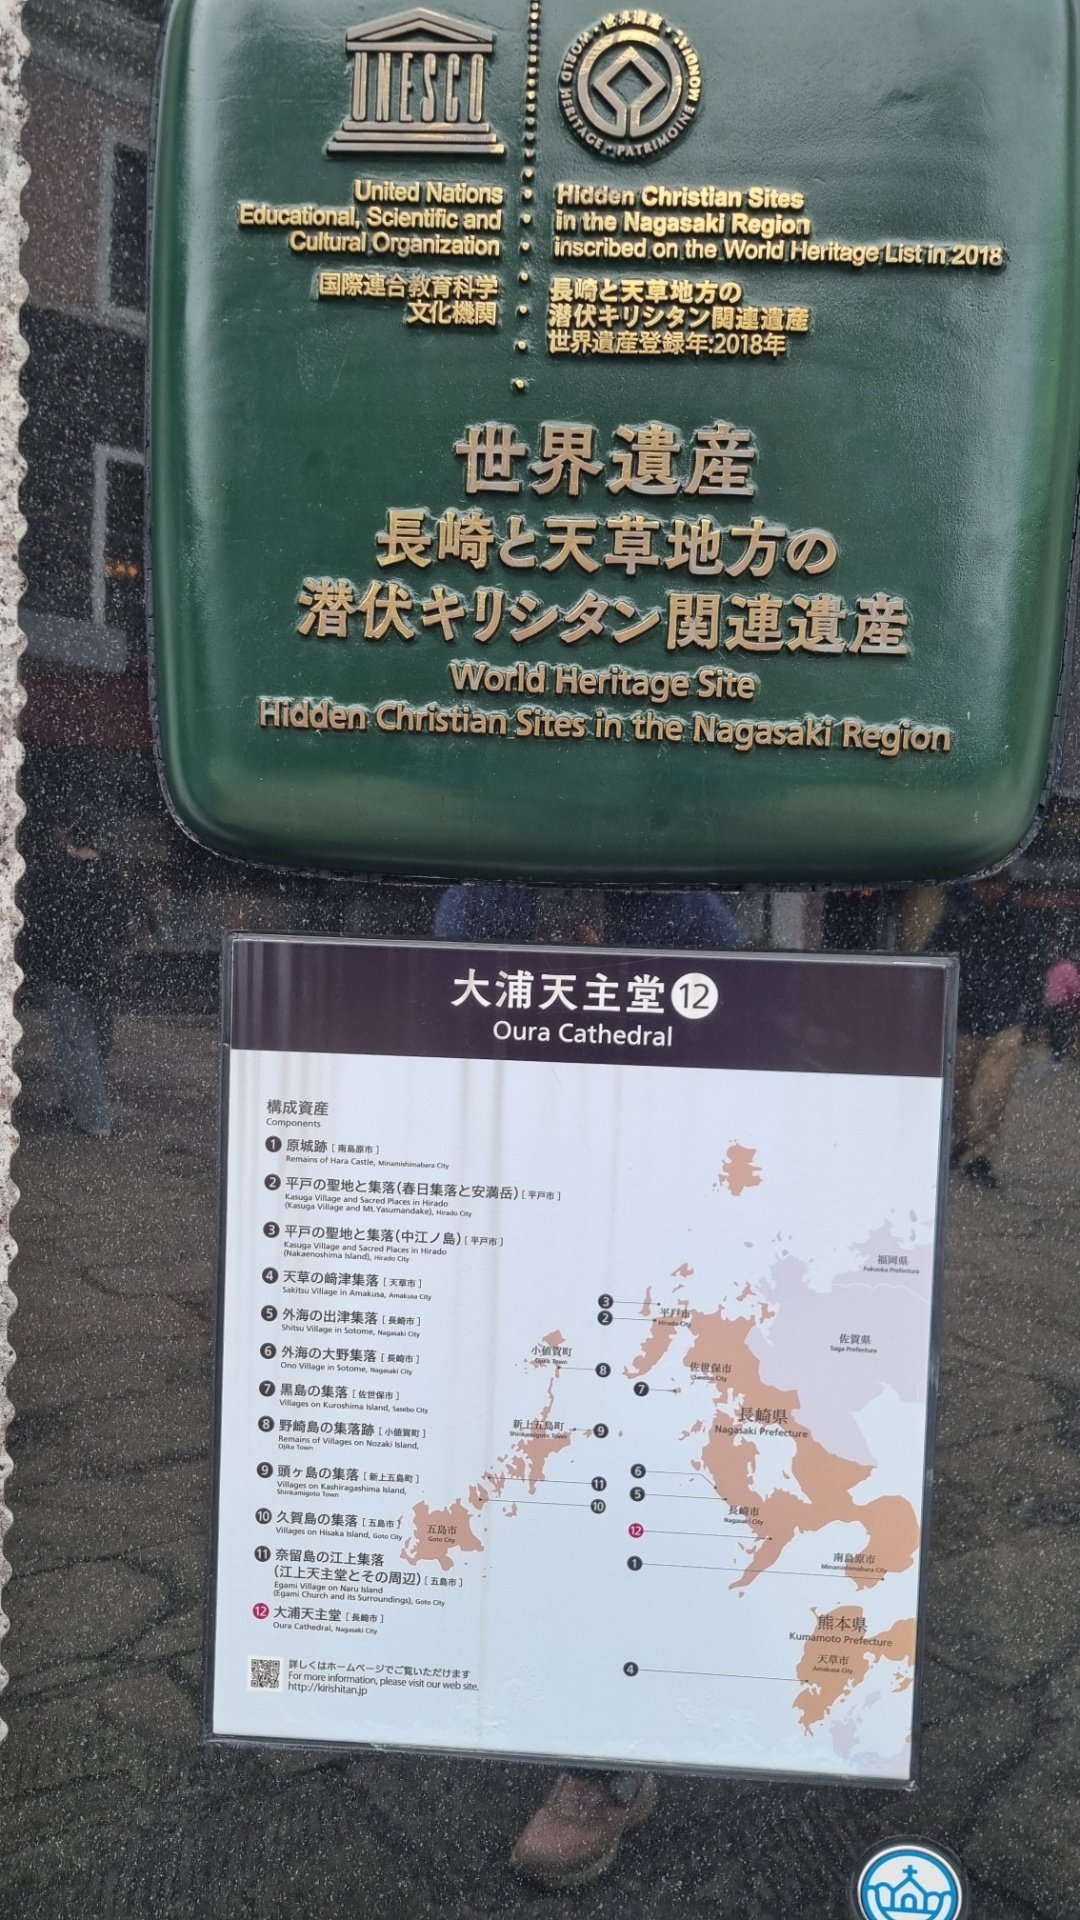 UNESCO
世界遺産 · WORLD HERITAGE · PATRIMOINE MONDIAL
United Nations
Educational, Scientific and
Cultural Organization
国際連合教育科学
文化機関
Hidden Christian Sites
in the Nagasaki Region
inscribed on the World Heritage List in 2018
長崎と天草地方の
潜伏キリシタン関連遺産
世界遺産登録年:2018年
世界遺産
長崎と天草地方の
潜伏キリシタン関連遺産
World Heritage Site
Hidden Christian Sites in the Nagasaki Region
大浦天主堂 12
Oura Cathedral
構成資産
Components
1 原城跡 [ 南島原市 ]
Remains of Hara Castle, Minamishimabara City
2 平戸の聖地と集落(春日集落と安満岳) [ 平戸市 ]
Kasuga Village and Sacred Places in Hirado
(Kasuga Village and Mt.Yasumandake), Hirado City
3 平戸の聖地と集落(中江ノ島) [ 平戸市 ]
Kasuga Village and Sacred Places in Hirado
(Nakaenoshima Island), Hirado City
4 天草の﨑津集落 [ 天草市 ]
Sakitsu Village in Amakusa, Amakusa City
5 外海の出津集落 [ 長崎市 ]
Shitsu Village in Sotome, Nagasaki City
6 外海の大野集落 [ 長崎市 ]
Ono Village in Sotome, Nagasaki City
7 黒島の集落 [ 佐世保市 ]
Villages on Kuroshima Island, Sasebo City
8 野崎島の集落跡 [ 小値賀町 ]
Remains of Villages on Nozaki Island,
Ojika Town
9 頭ヶ島の集落 [ 新上五島町 ]
Villages on Kashiragashima Island,
Shinkamigoto Town
10 久賀島の集落 [ 五島市 ]
Villages on Hisaka Island, Goto City
11 奈留島の江上集落
(江上天主堂とその周辺) [ 五島市 ]
Egami Village on Naru Island
(Egami Church and its Surroundings), Goto City
12 大浦天主堂 [ 長崎市 ]
Oura Cathedral, Nagasaki City
詳しくはホームページでご覧いただけます
For more information, please visit our web site.
http://kirishitan.jp
福岡県
Fukuoka Prefecture
佐賀県
Saga Prefecture
3
2
平戸市
Hirado City
小値賀町
Ojika Town
8
7
佐世保市
Sasebo City
長崎県
Nagasaki Prefecture
新上五島町
Shinkamigoto Town
9
6
5
11
10
長崎市
Nagasaki City
五島市
Goto City
12
1
南島原市
Minamishimabara City
熊本県
Kumamoto Prefecture
天草市
Amakusa City
4